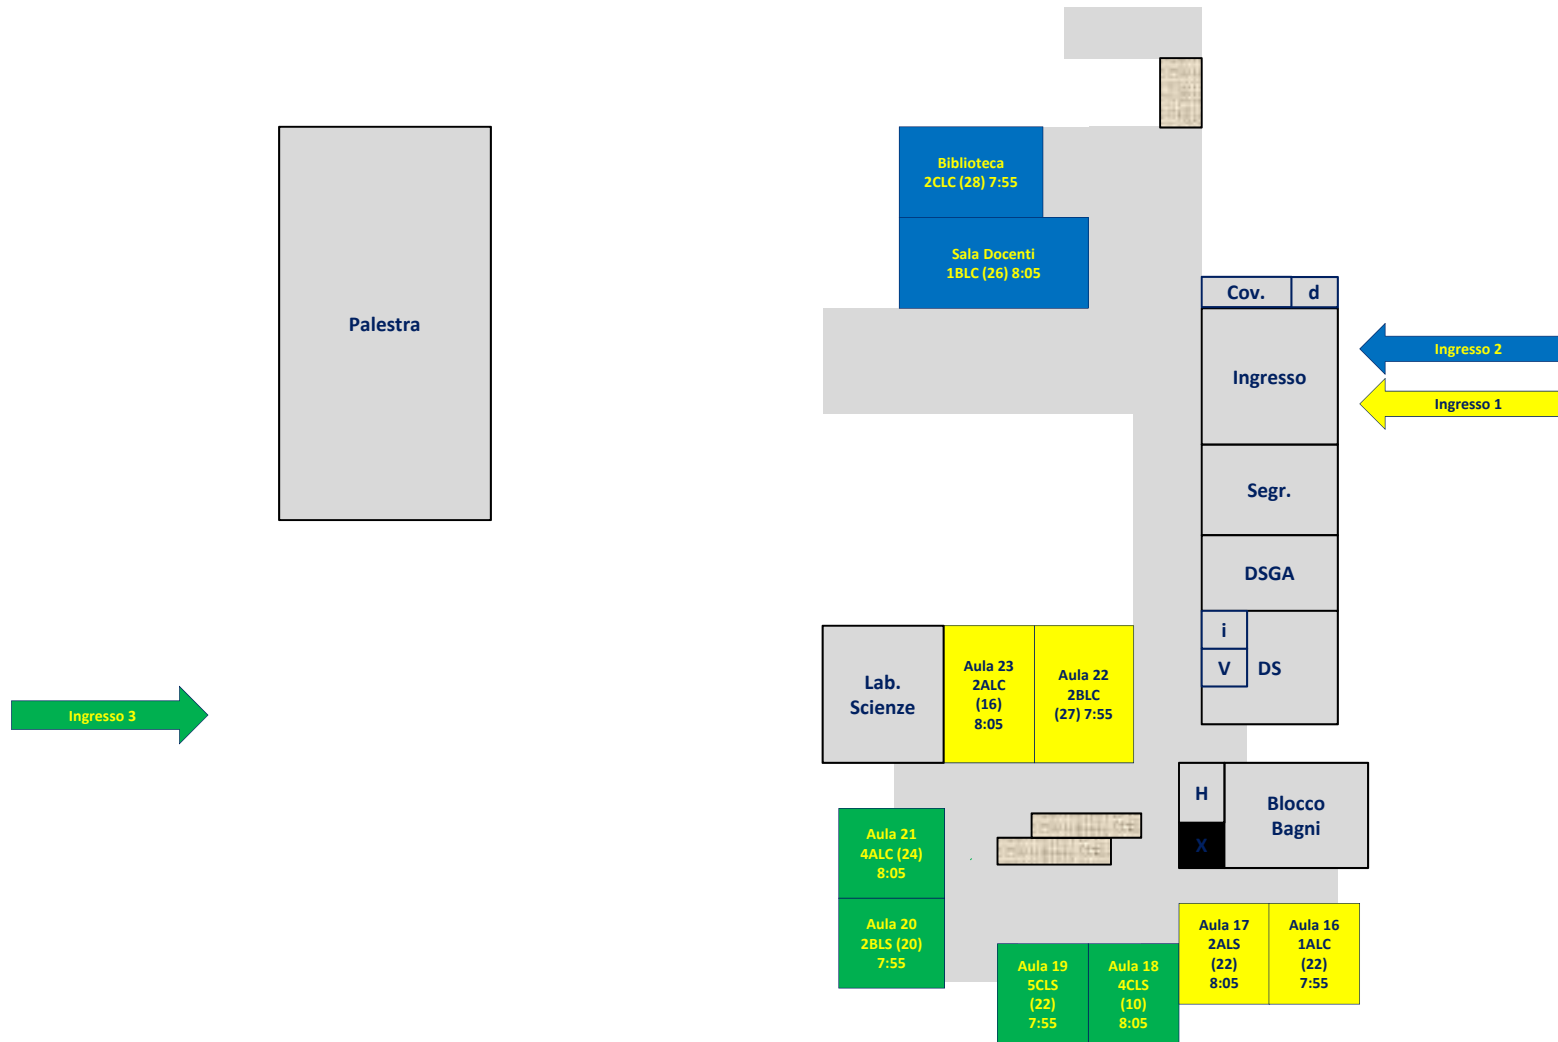 Biblioteca
2CLC (28) 7:55
Sala Docenti
1BLC (26) 8:05
Cov.
d
Palestra
Ingresso
Ingresso 2
Ingresso 1
Segr.
DSGA
i
V
DS
Lab.
Scienze
Aula 23
2ALC
(16)
8:05
Aula 22
2BLC
(27) 7:55
Ingresso 3
H
X
Blocco
Bagni
Aula 21
4ALC (24)
8:05
Aula 20
2BLS (20)
7:55
Aula 19
5CLS
(22)
7:55
Aula 18
4CLS
(10)
8:05
Aula 17
2ALS
(22)
8:05
Aula 16
1ALC
(22)
7:55